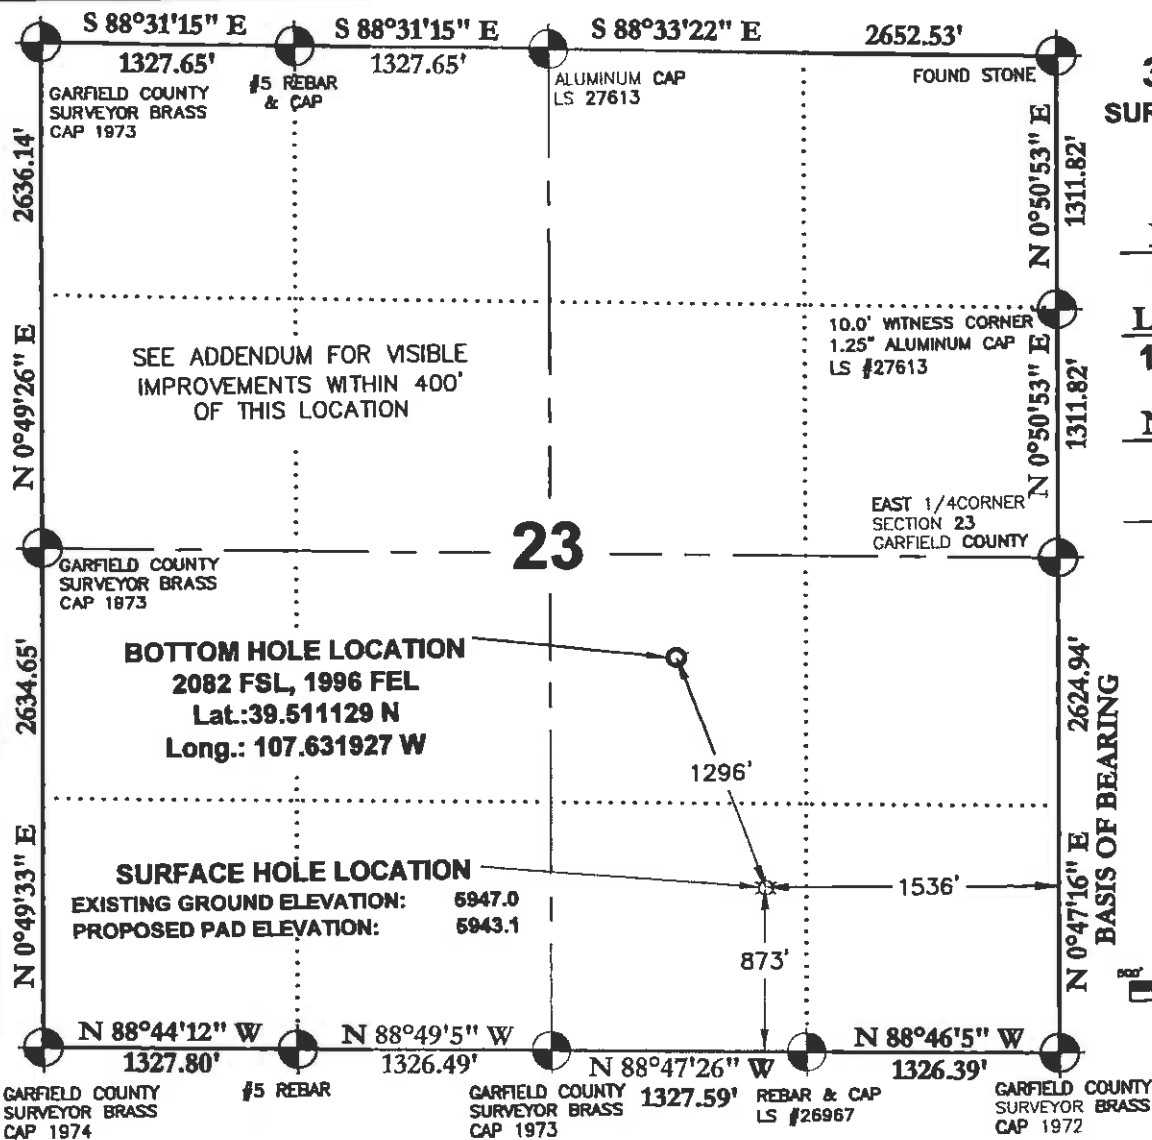 S 88°31'15" E
1327.65'
S 88°31'15" E
1327.65'
S 88°33'22" E
2652.53'
GARFIELD COUNTY
SURVEYOR BRASS
CAP 1973
#5 REBAR
& CAP
ALUMINUM CAP
LS 27613
FOUND STONE
3
SUR
2636.14'
N 0°49'26" E
N 0°50'53" E
1311.82'
SEE ADDENDUM FOR VISIBLE
IMPROVEMENTS WITHIN 400'
OF THIS LOCATION
10.0' WITNESS CORNER
1.25" ALUMINUM CAP
LS #27613
N 0°50'53" E
1311.82'
L
1
N
EAST 1/4CORNER
SECTION 23
GARFIELD COUNTY
23
GARFIELD COUNTY
SURVEYOR BRASS
CAP 1873
BOTTOM HOLE LOCATION
2082 FSL, 1996 FEL
Lat.:39.511129 N
Long.: 107.631927 W
2634.65'
N 0°49'33" E
1296'
2624.94'
N 0°47'16" E
BASIS OF BEARING
SURFACE HOLE LOCATION
EXISTING GROUND ELEVATION: 5947.0
PROPOSED PAD ELEVATION: 5943.1
1536'
873'
500'
N 88°44'12" W
1327.80'
N 88°49'5" W
1326.49'
N 88°47'26" W
1327.59'
N 88°46'5" W
1326.39'
GARFIELD COUNTY
SURVEYOR BRASS
CAP 1974
#5 REBAR
GARFIELD COUNTY
SURVEYOR BRASS
CAP 1973
REBAR & CAP
LS #26967
GARFIELD COUNTY
SURVEYOR BRASS
CAP 1972